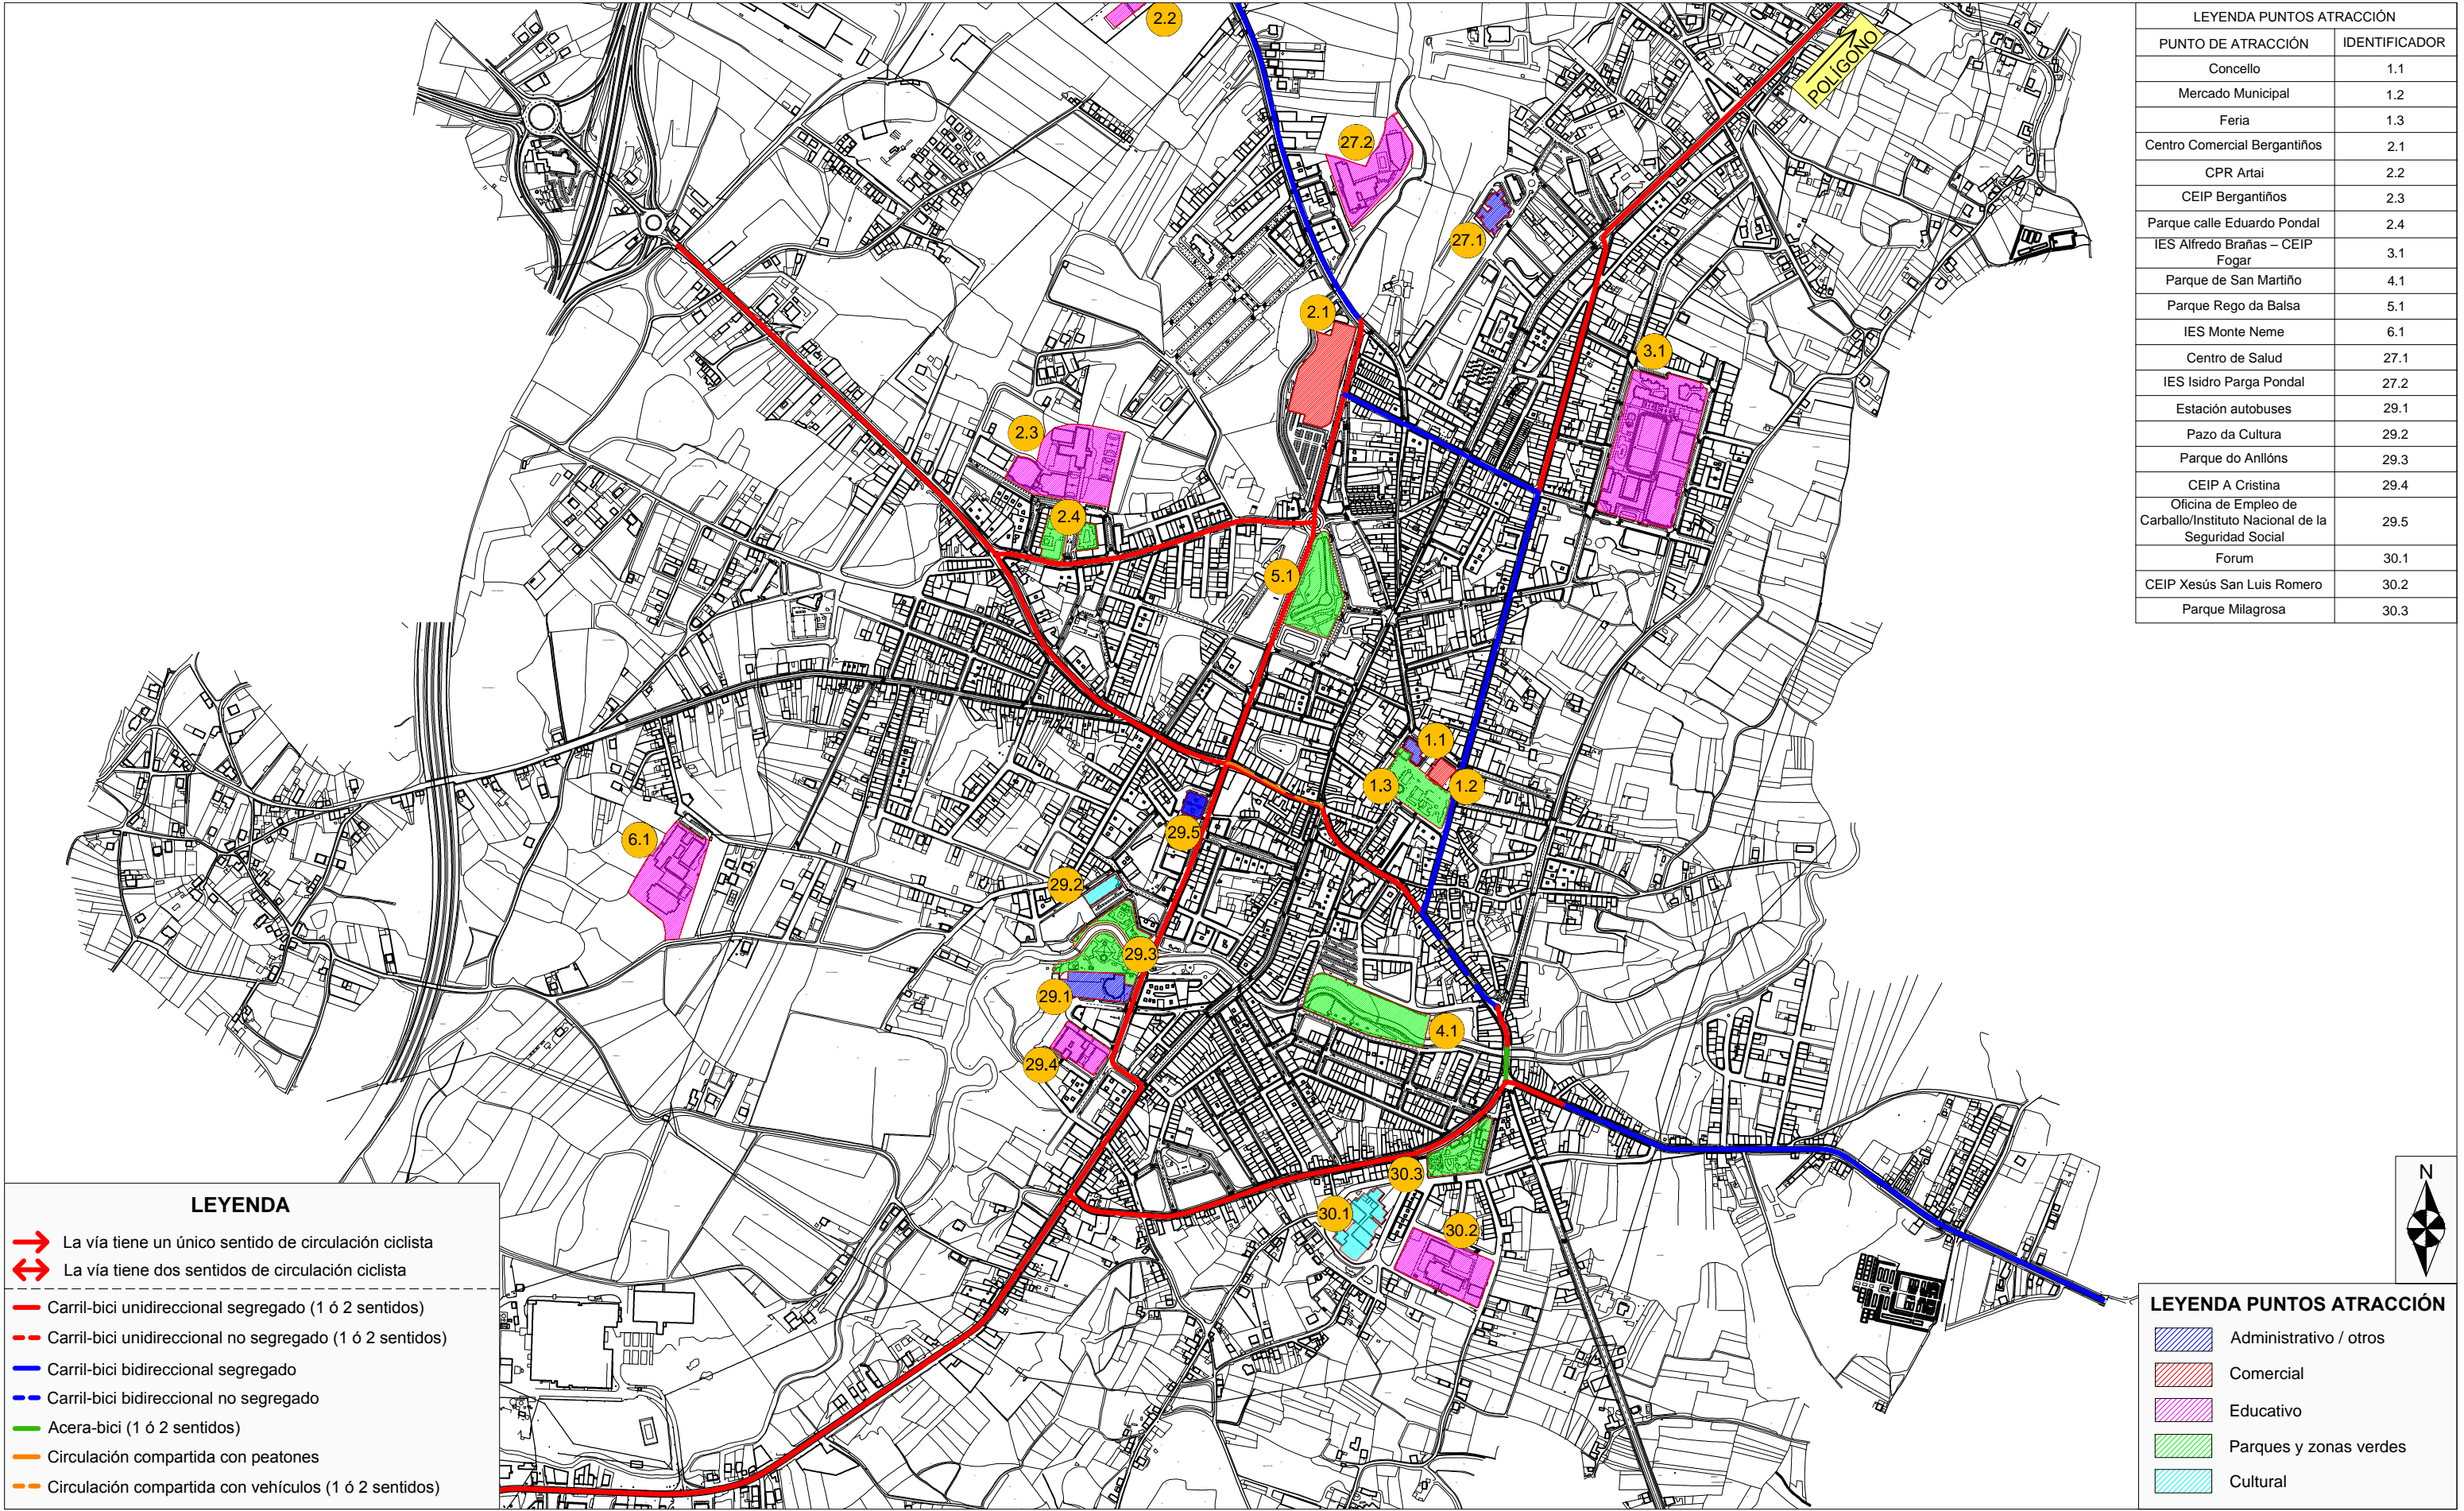 2.2
POLÍGONO
27.2
27.1
2.1
3.1
2.3
2.4
5.1
1.1
1.3
1.2
6.1
29.5
29.2
29.3
29.1
4.1
29.4
30.3
30.1
30.2
LEYENDA PUNTOS ATRACCIÓN
PUNTO DE ATRACCIÓN IDENTIFICADOR
Concello 1.1
Mercado Municipal 1.2
Feria 1.3
Centro Comercial Bergantiños 2.1
CPR Artai 2.2
CEIP Bergantiños 2.3
Parque calle Eduardo Pondal 2.4
IES Alfredo Brañas – CEIP
Fogar 3.1
Parque de San Martiño 4.1
Parque Rego da Balsa 5.1
IES Monte Neme 6.1
Centro de Salud 27.1
IES Isidro Parga Pondal 27.2
Estación autobuses 29.1
Pazo da Cultura 29.2
Parque do Anllóns 29.3
CEIP A Cristina 29.4
Oficina de Empleo de
Carballo/Instituto Nacional de la 29.5
Seguridad Social
Forum 30.1
CEIP Xesús San Luis Romero 30.2
Parque Milagrosa 30.3
LEYENDA
La vía tiene un único sentido de circulación ciclista
La vía tiene dos sentidos de circulación ciclista
Carril-bici unidireccional segregado (1 ó 2 sentidos)
Carril-bici unidireccional no segregado (1 ó 2 sentidos)
Carril-bici bidireccional segregado
Carril-bici bidireccional no segregado
Acera-bici (1 ó 2 sentidos)
Circulación compartida con peatones
Circulación compartida con vehículos (1 ó 2 sentidos)
N
LEYENDA PUNTOS ATRACCIÓN
Administrativo / otros
Comercial
Educativo
Parques y zonas verdes
Cultural